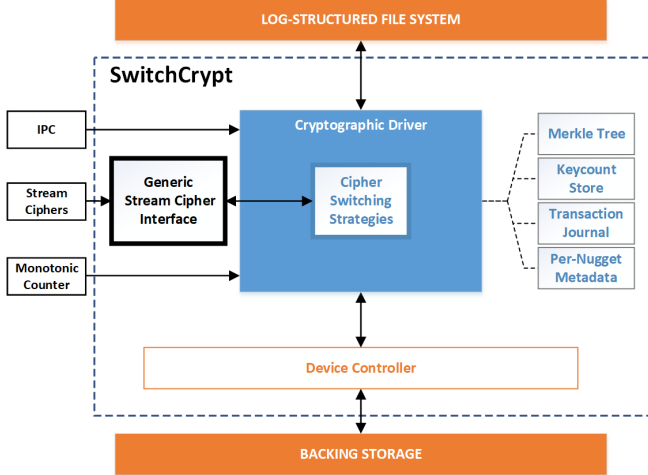 LOG-STRUCTURED FILE SYSTEM
SwitchCrypt
IPC
Cryptographic Driver
Merkle Tree
Stream
Ciphers
Generic
Stream Cipher
Interface
Cipher
Switching
Strategies
Keycount
Store
Transaction
Journal
Monotonic
Counter
Per-Nugget
Metadata
Device Controller
BACKING STORAGE